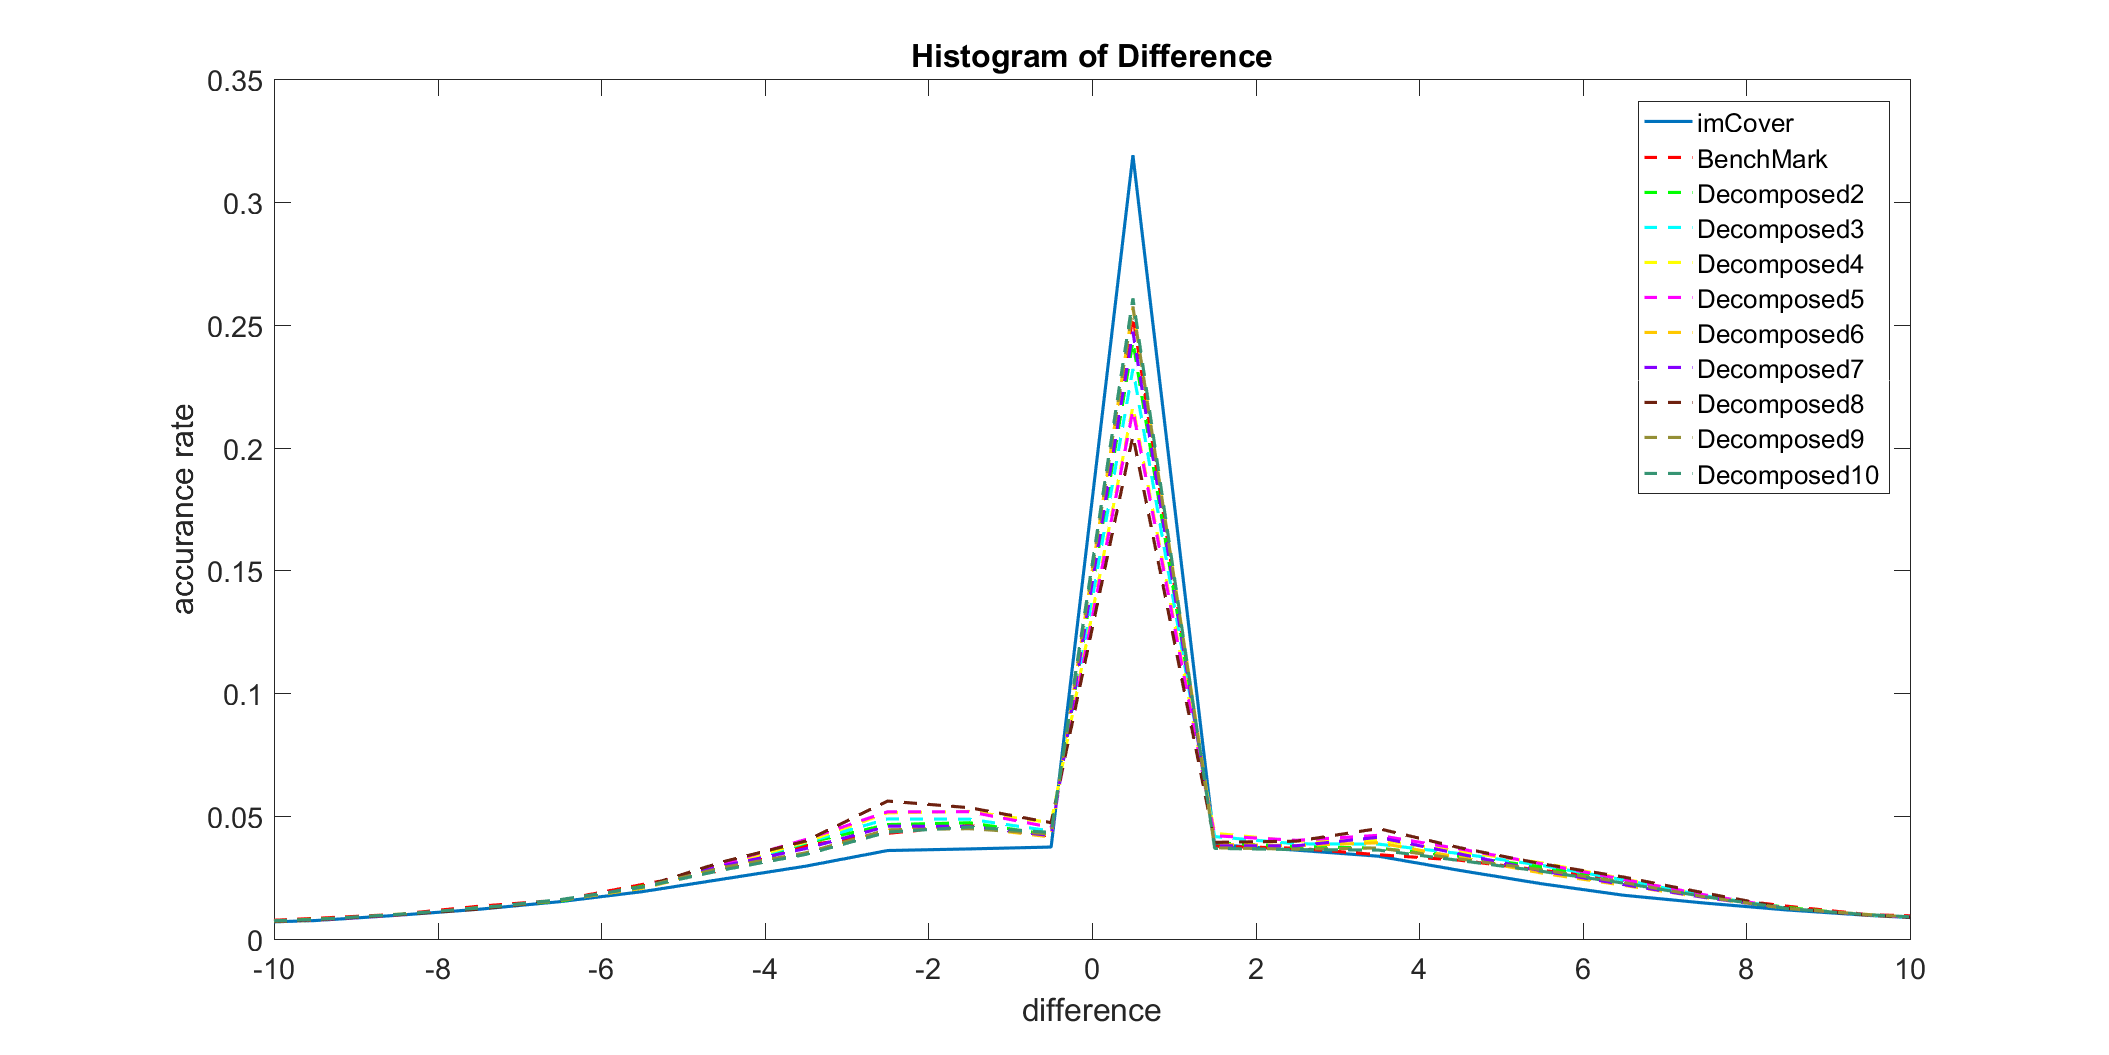 Histogram of Difference
0.35
0.3
0.25
0.2
0.15
0.1
0.05
0
accurance rate
-10 -8 -6 -4 -2 0 2 4 6 8 10
difference
imCover
BenchMark
Decomposed2
Decomposed3
Decomposed4
Decomposed5
Decomposed6
Decomposed7
Decomposed8
Decomposed9
Decomposed10